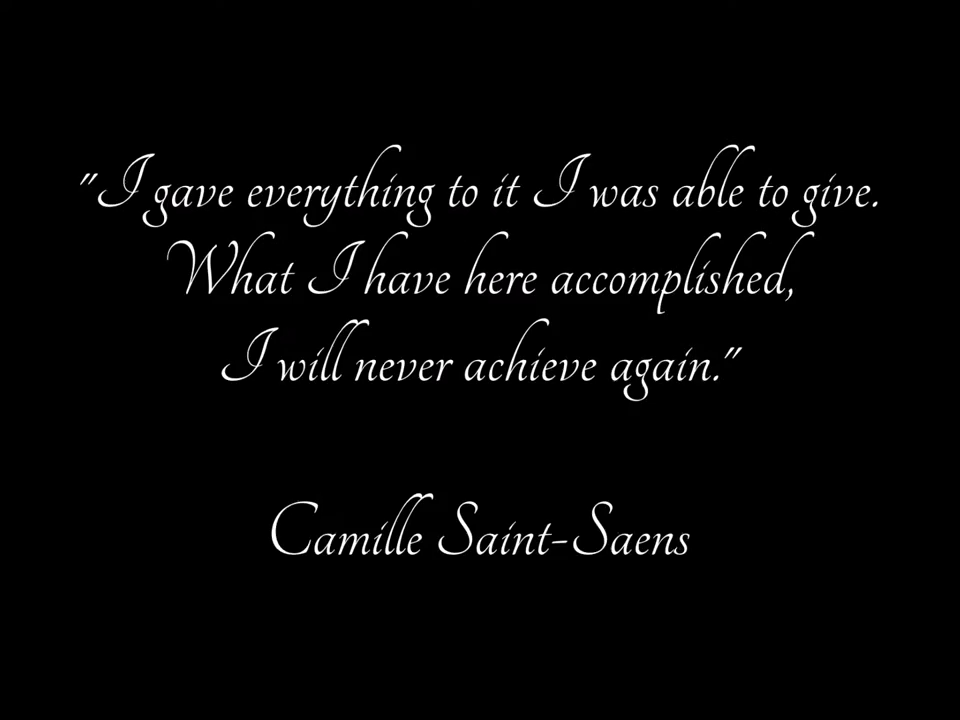 "I gave everything to it I was able to give.
What I have here accomplished,
I will never achieve again."
Camille Saint-Saens